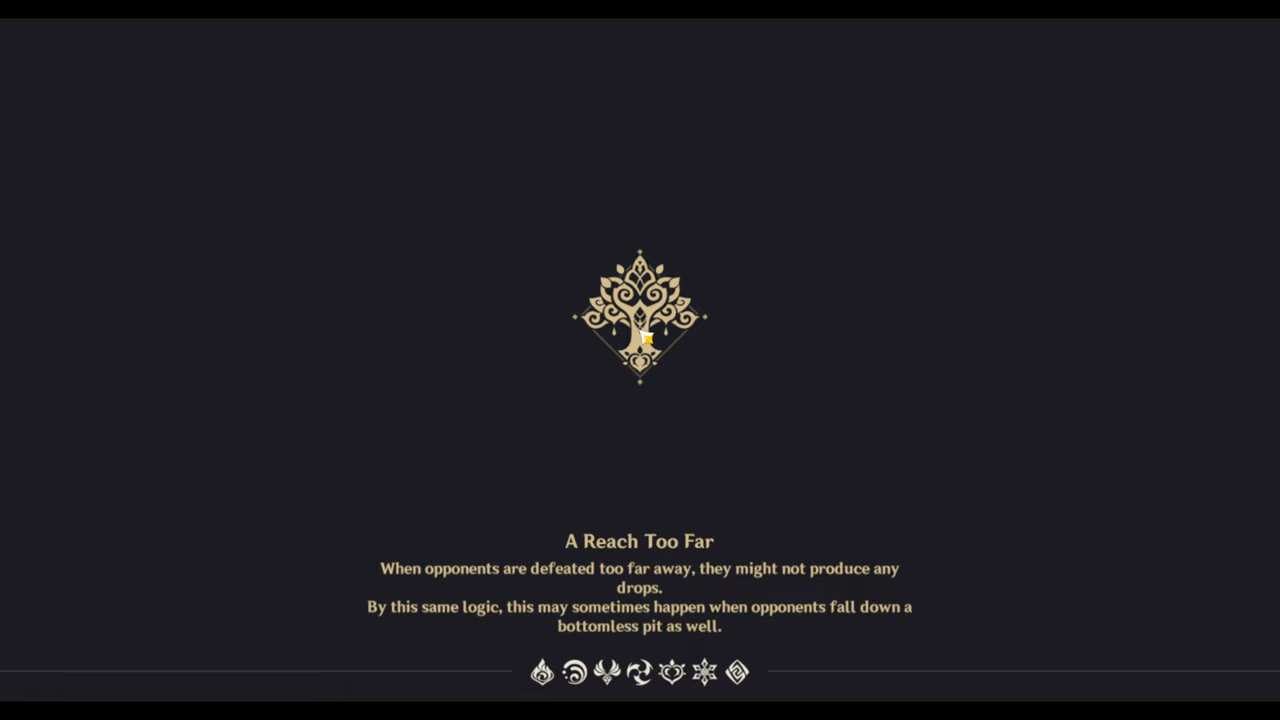 A Reach Too Far
When opponents are defeated too far away, they might not produce any
drops.
By this same logic, this may sometimes happen when opponents fall down a
bottomless pit as well.